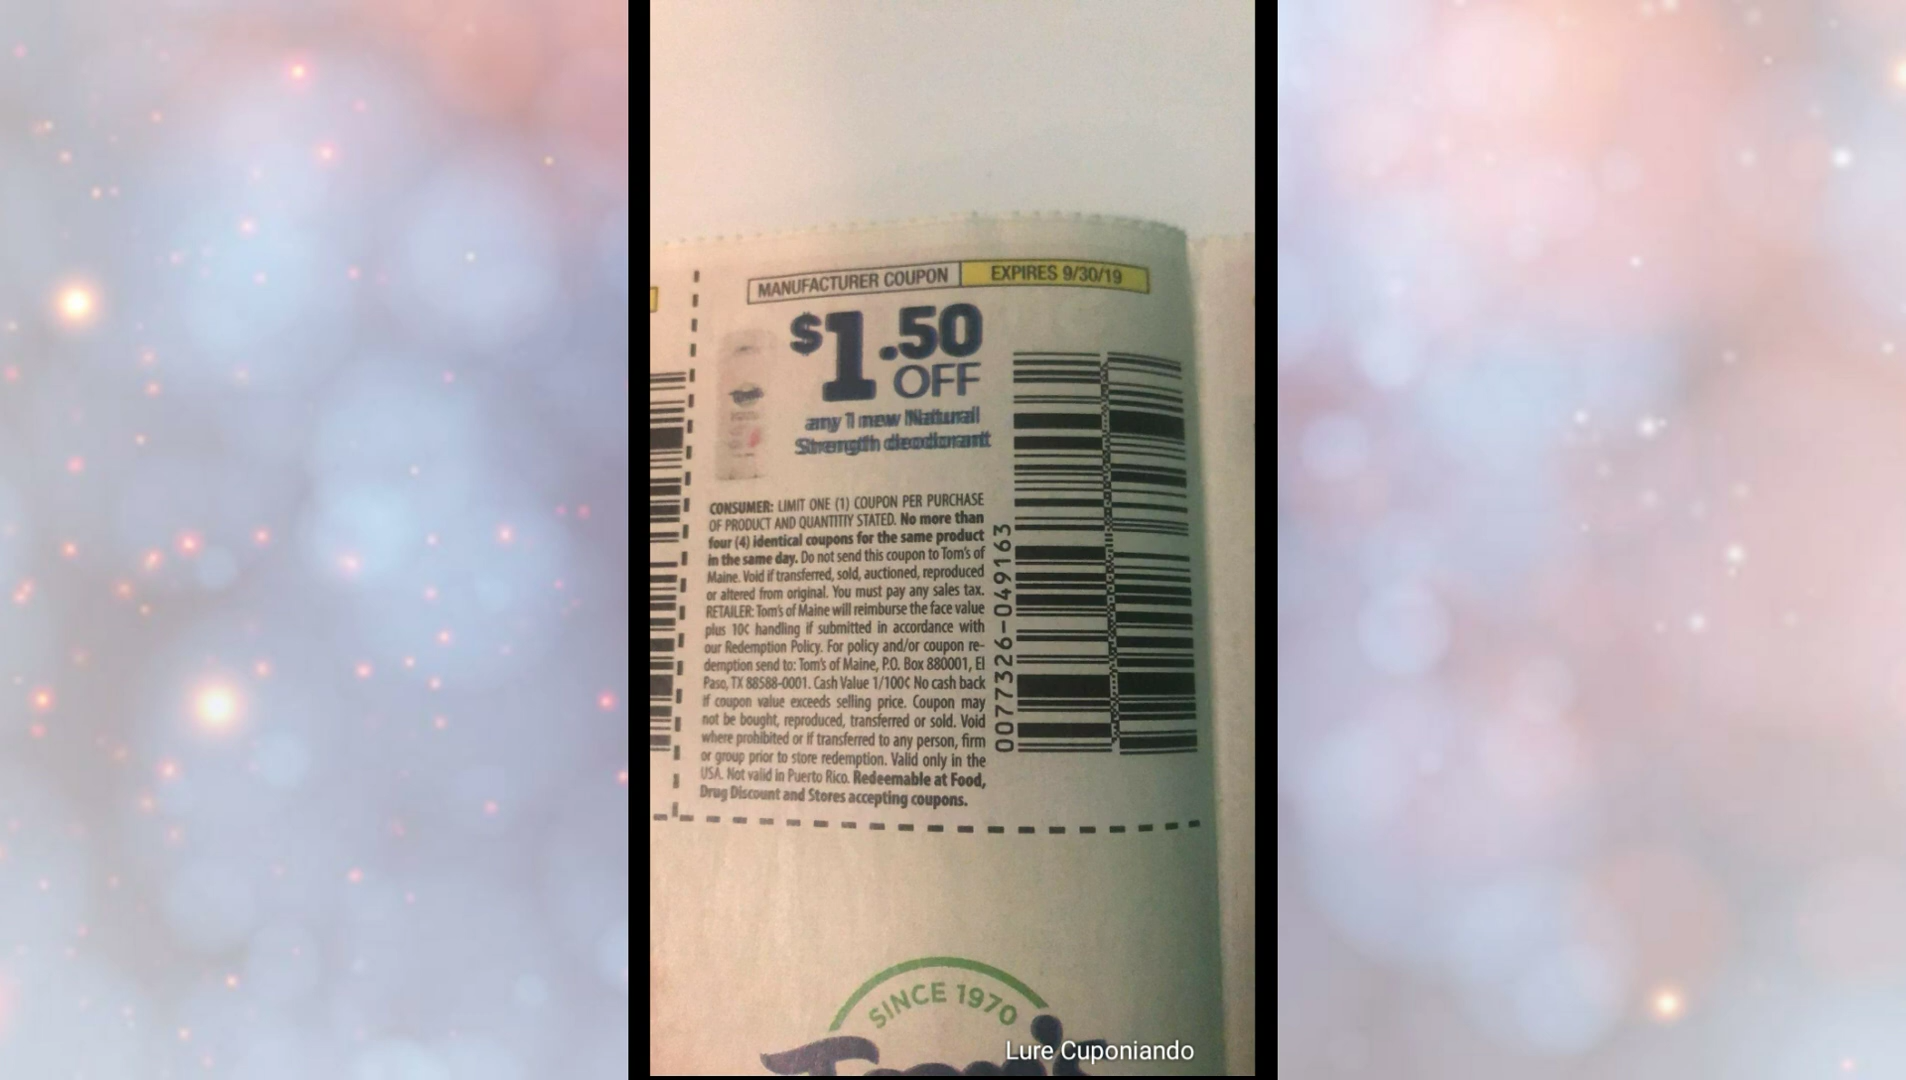 MANUFACTURER COUPON EXPIRES 9/30/19
$1.50
OFF
any 1 new Natural
Strength deodorant
CONSUMER: LIMIT ONE (1) COUPON PER PURCHASE
OF PRODUCT AND QUANTITIY STATED. No more than
four (4) identical coupons for the same product
in the same day. Do not send this coupon to Tom's of
Maine. Void if transferred, sold, auctioned, reproduced
or altered from original. You must pay any sales tax.
RETAILER: Tom's of Maine will reimburse the face value
plus 10¢ handling if submitted in accordance with
our Redemption Policy. For policy and/or coupon re-
demption send to: Tom's of Maine, P.O. Box 880001, El
Paso, TX 88588-0001. Cash Value 1/100¢ No cash back
if coupon value exceeds selling price. Coupon may
not be bought, reproduced, transferred or sold. Void
where prohibited or if transferred to any person, firm
or group prior to store redemption. Valid only in the
USA. Not valid in Puerto Rico. Redeemable at Food,
Drug Discount and Stores accepting coupons.
0077326-049163
SINCE 1970
Tom's
Lure Cuponiando